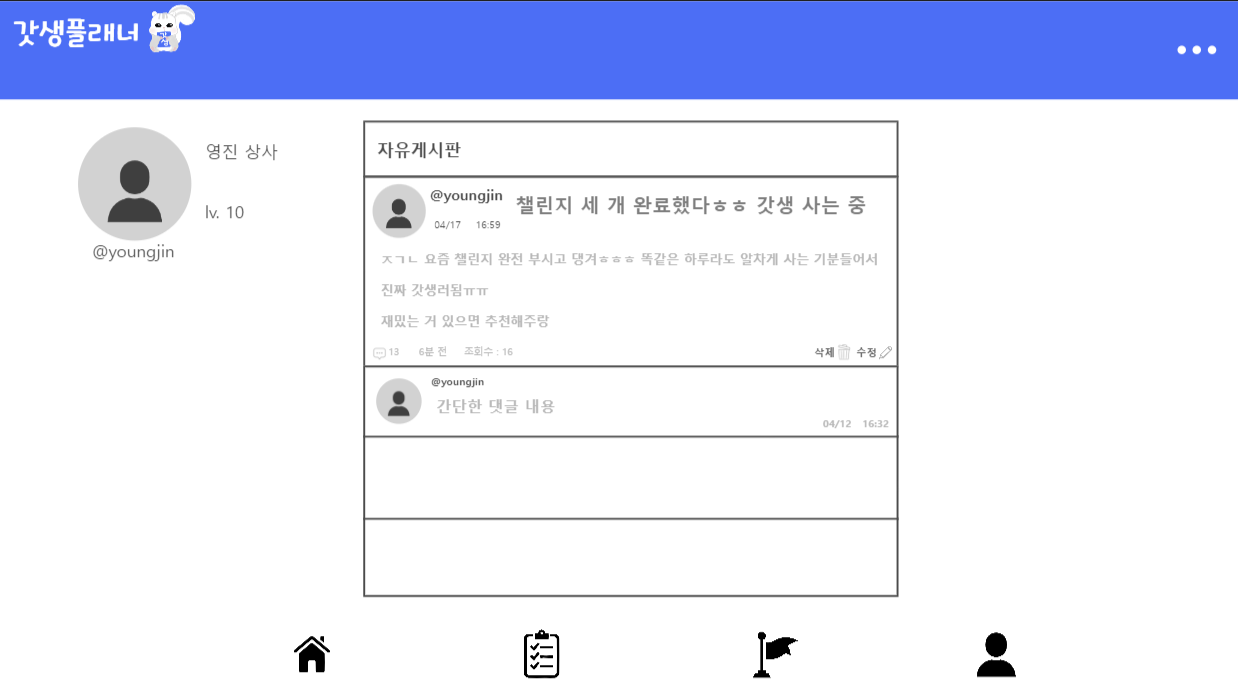 갓생플래너
갓생
영진 상사
lv. 10
@youngjin
자유게시판
@youngjin
챌린지 세 개 완료했다ㅎㅎ 갓생 사는 중
04/17 16:59
ㅈㄱㄴ 요즘 챌린지 완전 부시고 댕겨ㅎㅎㅎ 똑같은 하루라도 알차게 사는 기분들어서
진짜 갓생러됨ㅠㅠ
재밌는 거 있으면 추천해주랑
13 6분 전 조회수 : 16 삭제 수정
@youngjin
간단한 댓글 내용
04/12 16:32